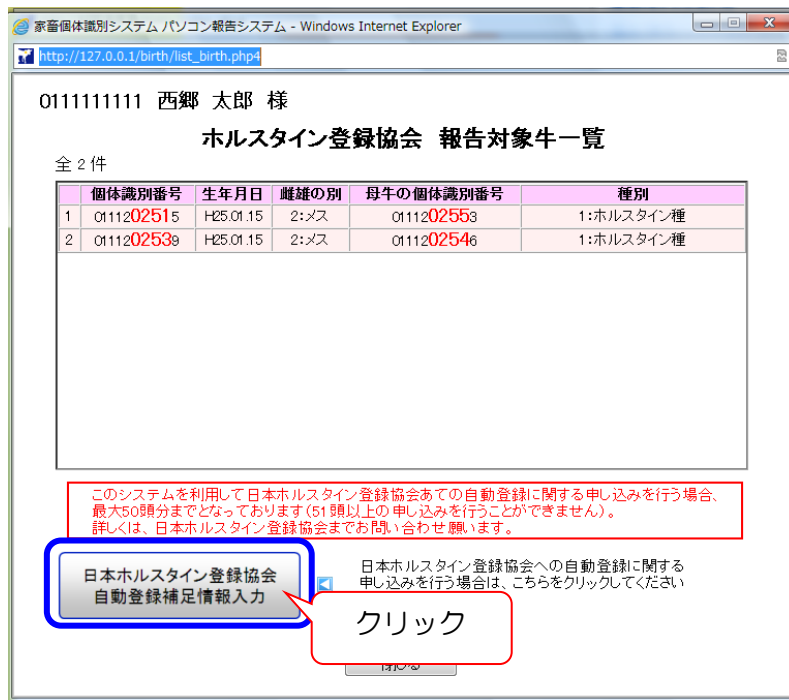 家畜個体識別システム パソコン報告システム - Windows Internet Explorer
http://127.0.0.1/birth/list_birth.php4
0111111111 西郷 太郎 様
ホルスタイン登録協会 報告対象牛一覧
全 2 件
個体識別番号 生年月日 雌雄の別 母牛の個体識別番号 種別
1 0111202515 H25.01.15 2:メス 0111202553 1:ホルスタイン種
2 0111202539 H25.01.15 2:メス 0111202546 1:ホルスタイン種
このシステムを利用して日本ホルスタイン登録協会あての自動登録に関する申し込みを行う場合、
最大50頭分までとなっております(51頭以上の申し込みを行うことができません)。
詳しくは、日本ホルスタイン登録協会までお問い合わせ願います。
日本ホルスタイン登録協会
自動登録補足情報入力
日本ホルスタイン登録協会への自動登録に関する
申し込みを行う場合は、こちらをクリックしてください
クリック
閉じる